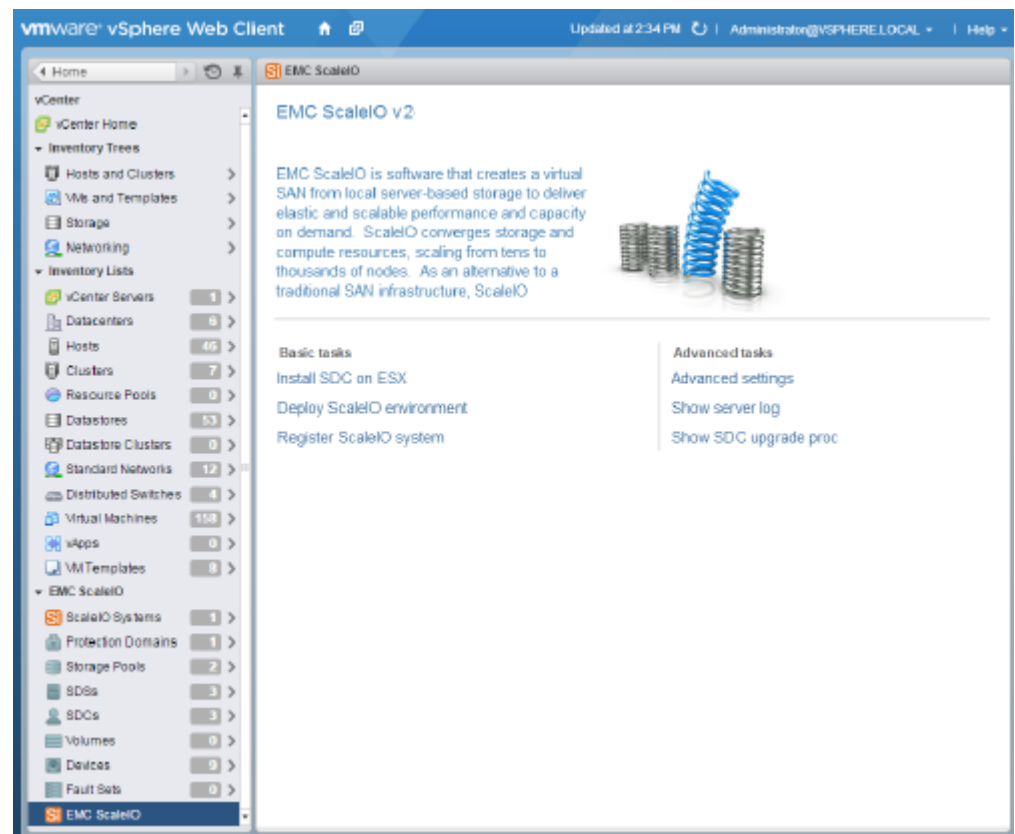 vmware® vSphere Web Client
Updated at 2:34 PM | Administrator@VSPHERE.LOCAL | Help
Home
EMC ScaleIO
vCenter
vCenter Home
Inventory Trees
Hosts and Clusters
VMs and Templates
Storage
Networking
Inventory Lists
vCenter Servers 1
Datacenters 6
Hosts 46
Clusters 7
Resource Pools 0
Datastores 53
Datastore Clusters 0
Standard Networks 12
Distributed Switches 4
Virtual Machines 158
vApps 0
VM Templates 8
EMC ScaleIO
ScaleIO Systems 1
Protection Domains 1
Storage Pools 2
SDSs 3
SDCs 3
Volumes 0
Devices 9
Fault Sets 0
EMC ScaleIO
EMC ScaleIO v2
EMC ScaleIO is software that creates a virtual
SAN from local server-based storage to deliver
elastic and scalable performance and capacity
on demand. ScaleIO converges storage and
compute resources, scaling from tens to
thousands of nodes. As an alternative to a
traditional SAN infrastructure, ScaleIO
Basic tasks
Install SDC on ESX
Deploy ScaleIO environment
Register ScaleIO system
Advanced tasks
Advanced settings
Show server log
Show SDC upgrade proc